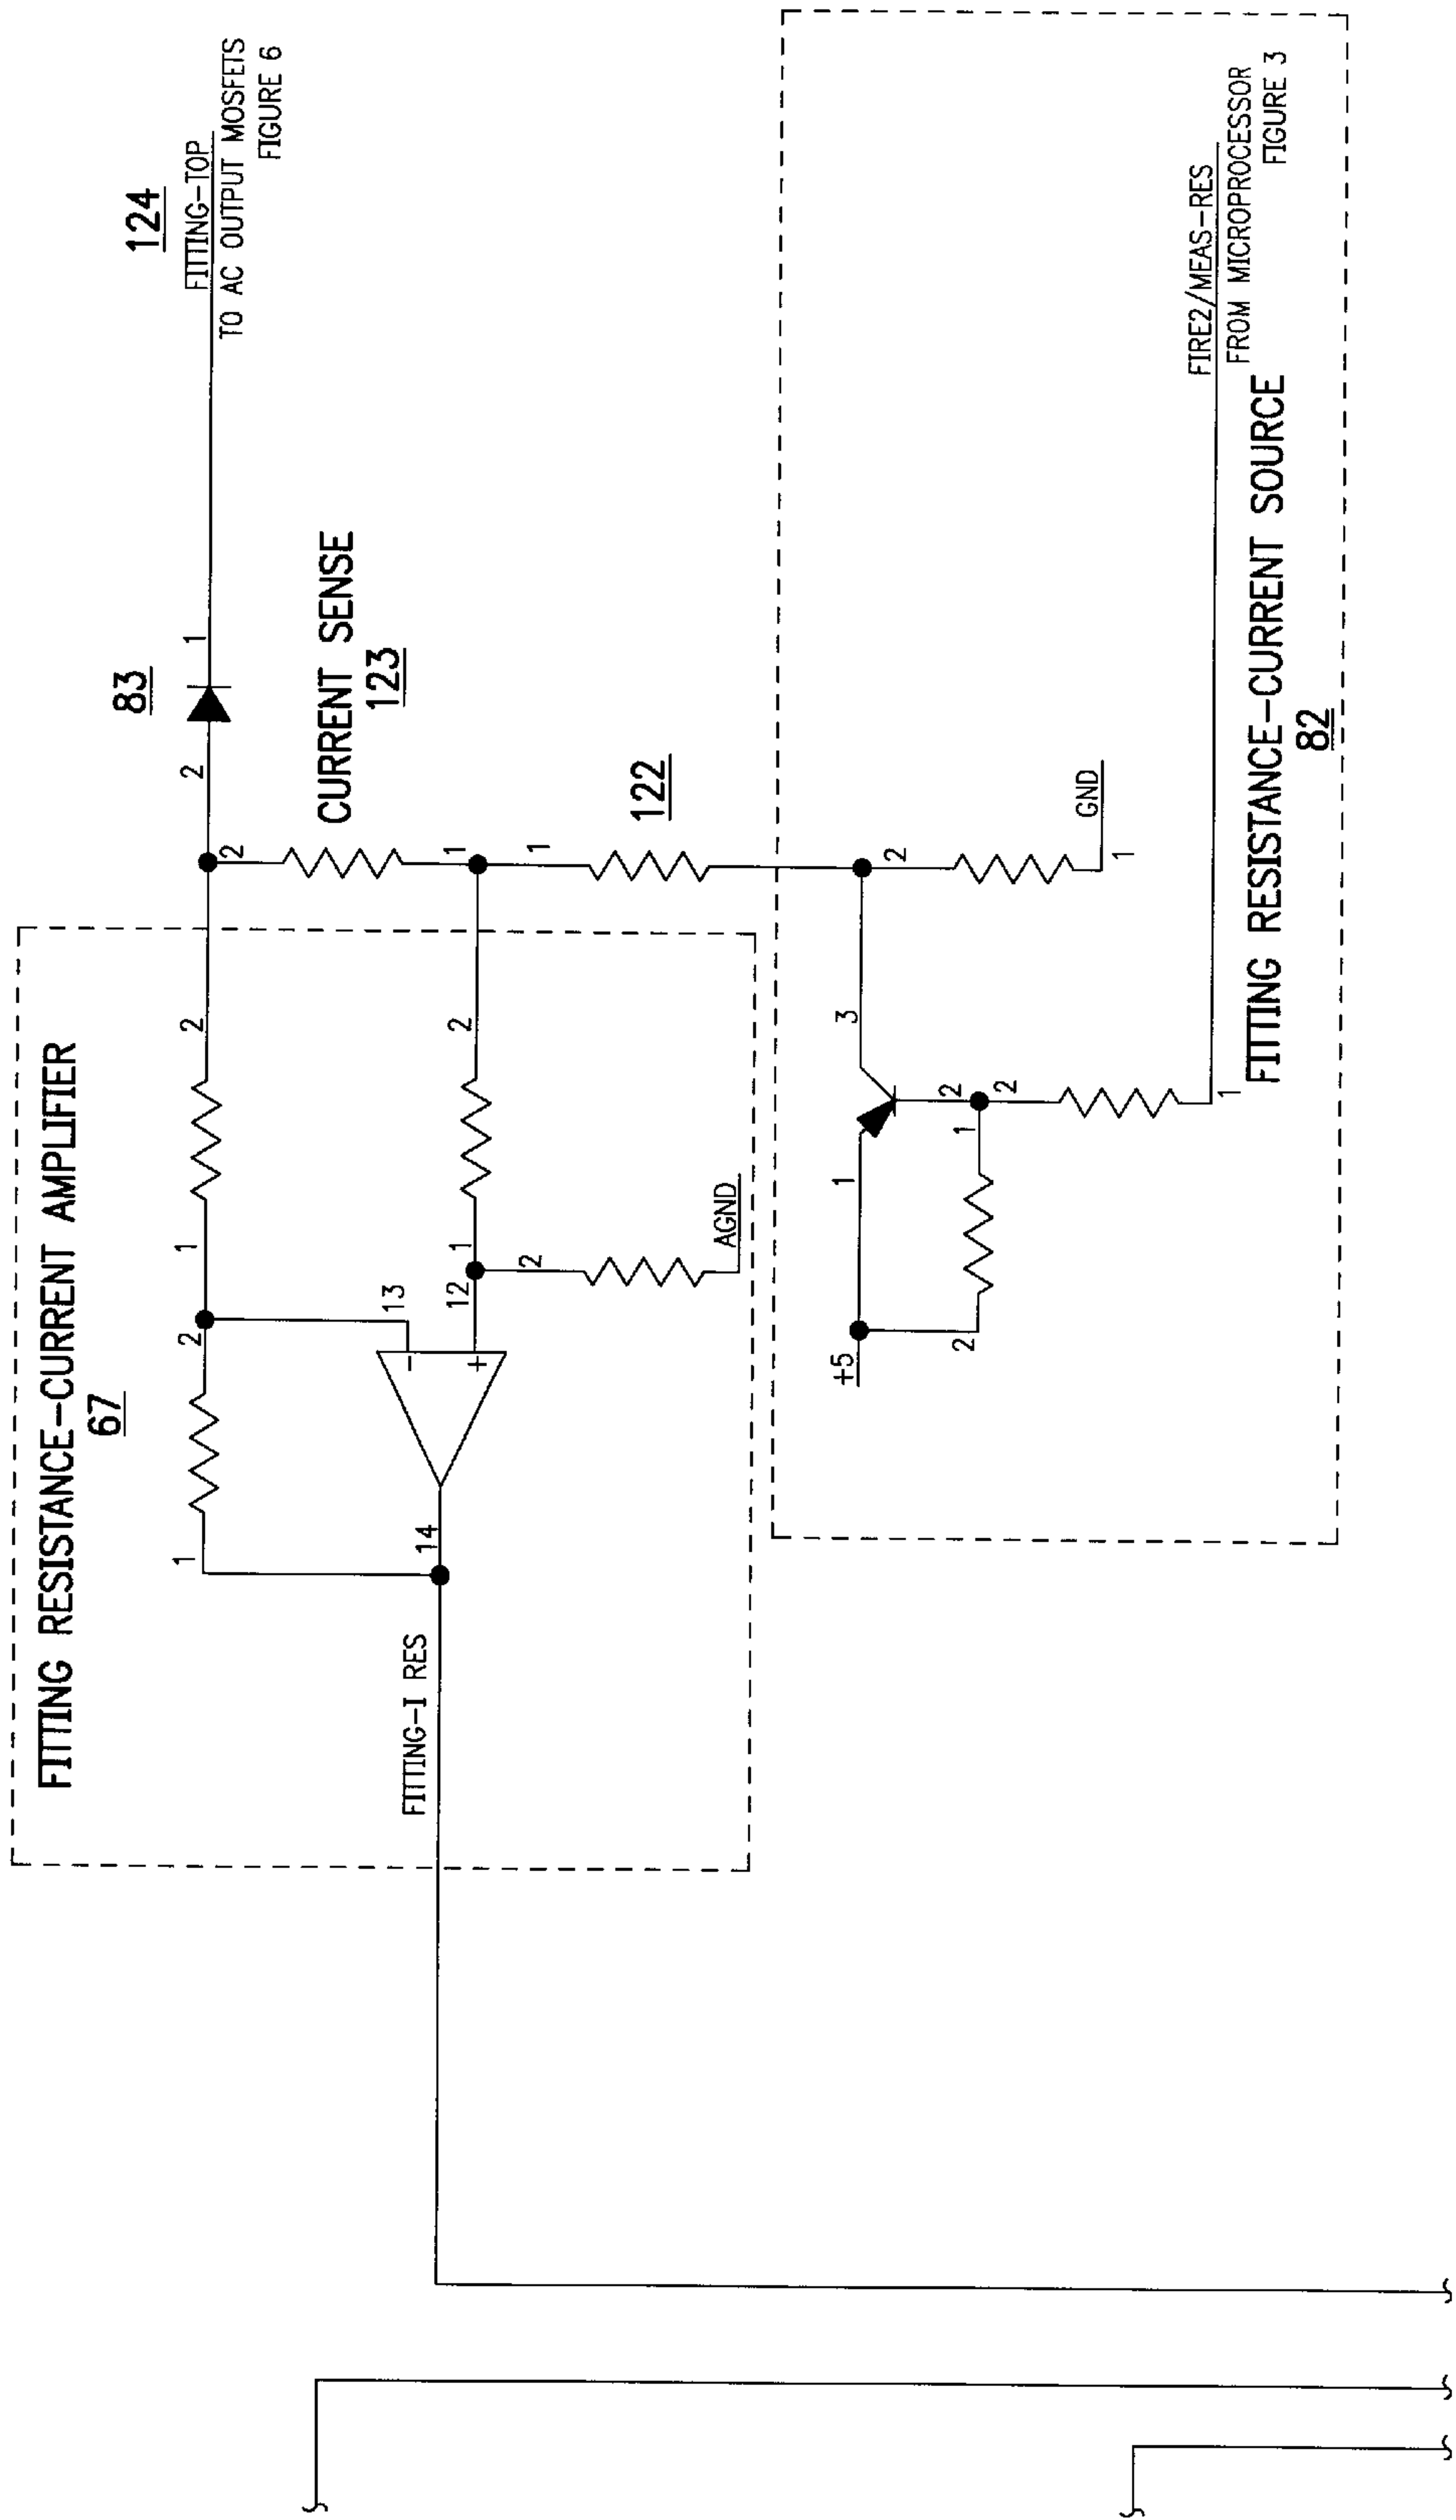 FITTING RESISTANCE-CURRENT AMPLIFIER
67
FITTING-I RES
14
1
2
1
2
13
12
1
2
-
+
2
AGND
83
2
1
124
FITTING-TOP
TO AC OUTPUT MOSFETS
FIGURE 6
2
CURRENT SENSE
123
1
1
122
+5
1
3
2
1
2
2
1
2
GND
1
FIRE2/MEAS-RES
FROM MICROPROCESSOR
FIGURE 3
FITTING RESISTANCE-CURRENT SOURCE
82